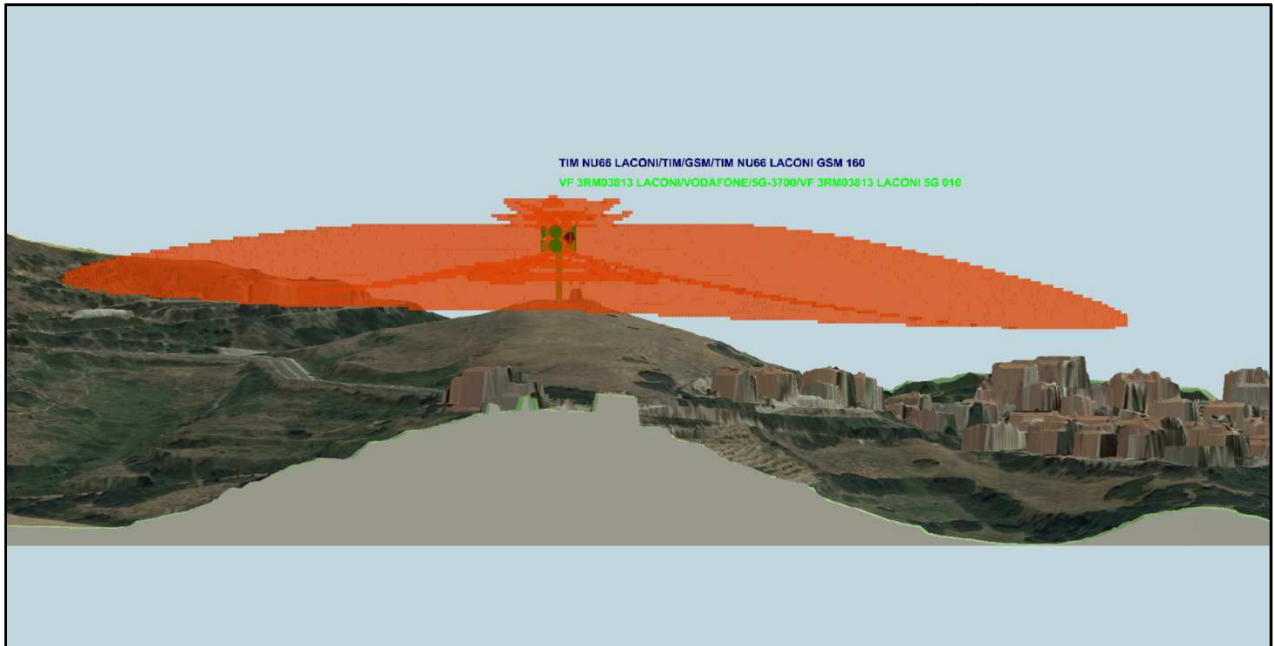 TIM NU66 LACONI/TIM/GSM/TIM NU66 LACONI GSM 160
VF 3RM03813 LACONI/VODAFONE/5G-3700/VF 3RM03813 LACONI 5G 010